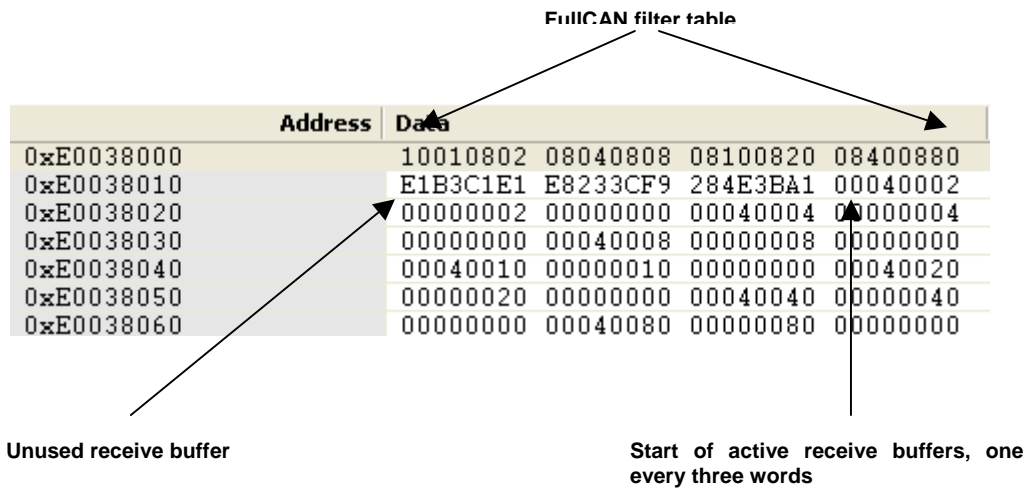 FullCAN filter table
Address Data
0xE0038000 10010802 08040808 08100820 08400880
0xE0038010 E1B3C1E1 E8233CF9 284E3BA1 00040002
0xE0038020 00000002 00000000 00040004 00000004
0xE0038030 00000000 00040008 00000008 00000000
0xE0038040 00040010 00000010 00000000 00040020
0xE0038050 00000020 00000000 00040040 00000040
0xE0038060 00000000 00040080 00000080 00000000
Unused receive buffer
Start of active receive buffers, one
every three words